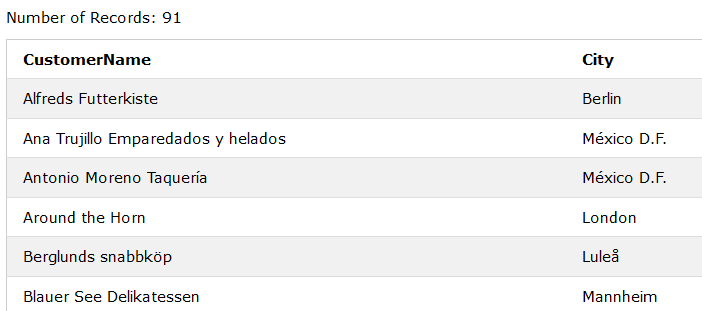 Number of Records: 91
CustomerName City
Alfreds Futterkiste Berlin
Ana Trujillo Emparedados y helados México D.F.
Antonio Moreno Taquería México D.F.
Around the Horn London
Berglunds snabbköp Luleå
Blauer See Delikatessen Mannheim